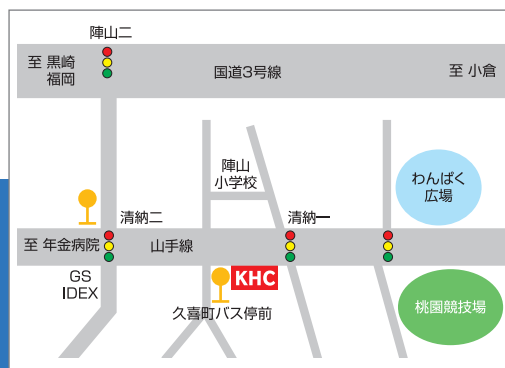 陣山二
至 黒崎
福岡
国道3号線
至 小倉
陣山
小学校
わんぱく
広場
清納二
清納一
至 年金病院
山手線
GS
IDEX
KHC
久喜町バス停前
桃園競技場